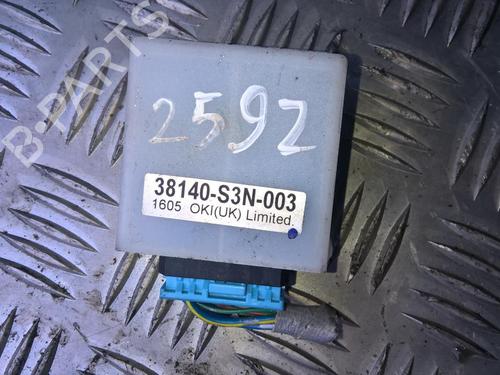 B-PARTS
2592
38140-S3N-003
1605 OKI(UK) Limited